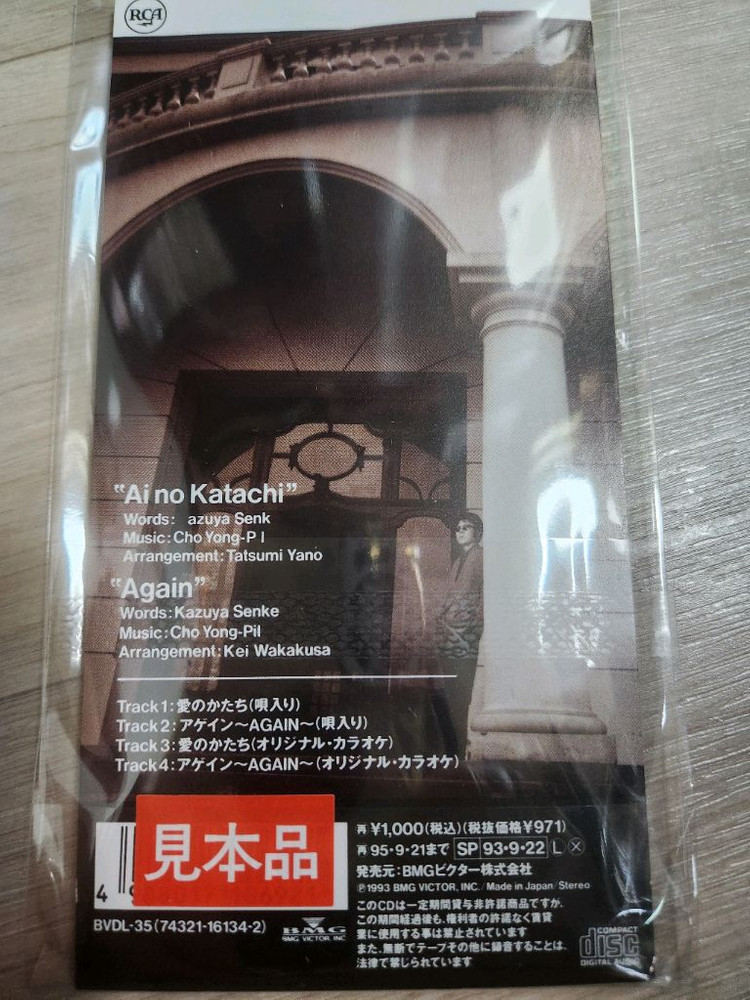 RCA
"Ai no Katachi"
Words: azuya Senk
Music: Cho Yong-P l
Arrangement: Tatsumi Yano
"Again"
Words: Kazuya Senke
Music: Cho Yong-Pil
Arrangement: Kei Wakakusa
Track 1: 愛のかたち(唄入り)
Track 2: アゲイン〜AGAIN〜(唄入り)
Track 3: 愛のかたち(オリジナル・カラオケ)
Track 4: アゲイン〜AGAIN〜(オリジナル・カラオケ)
見本品
4
BVDL-35 (74321-16134-2)
BMG
BMG VICTOR, INC.
再 ¥1,000(税込)(税抜価格¥971)
再 95・9・21まで SP 93・9・22 L X
発売元: BMGビクター株式会社
Ⓟ1993 BMG VICTOR, INC. / Made in Japan / Stereo
このCDは一定期間貸与非許諾商品ですが、
この期間経過後も、権利者の許諾なく賃貸
業に使用する事は禁止されています
また、無断でテープその他に録音することは、
法律で禁じられています
COMPACT
disc
DIGITAL AUDIO